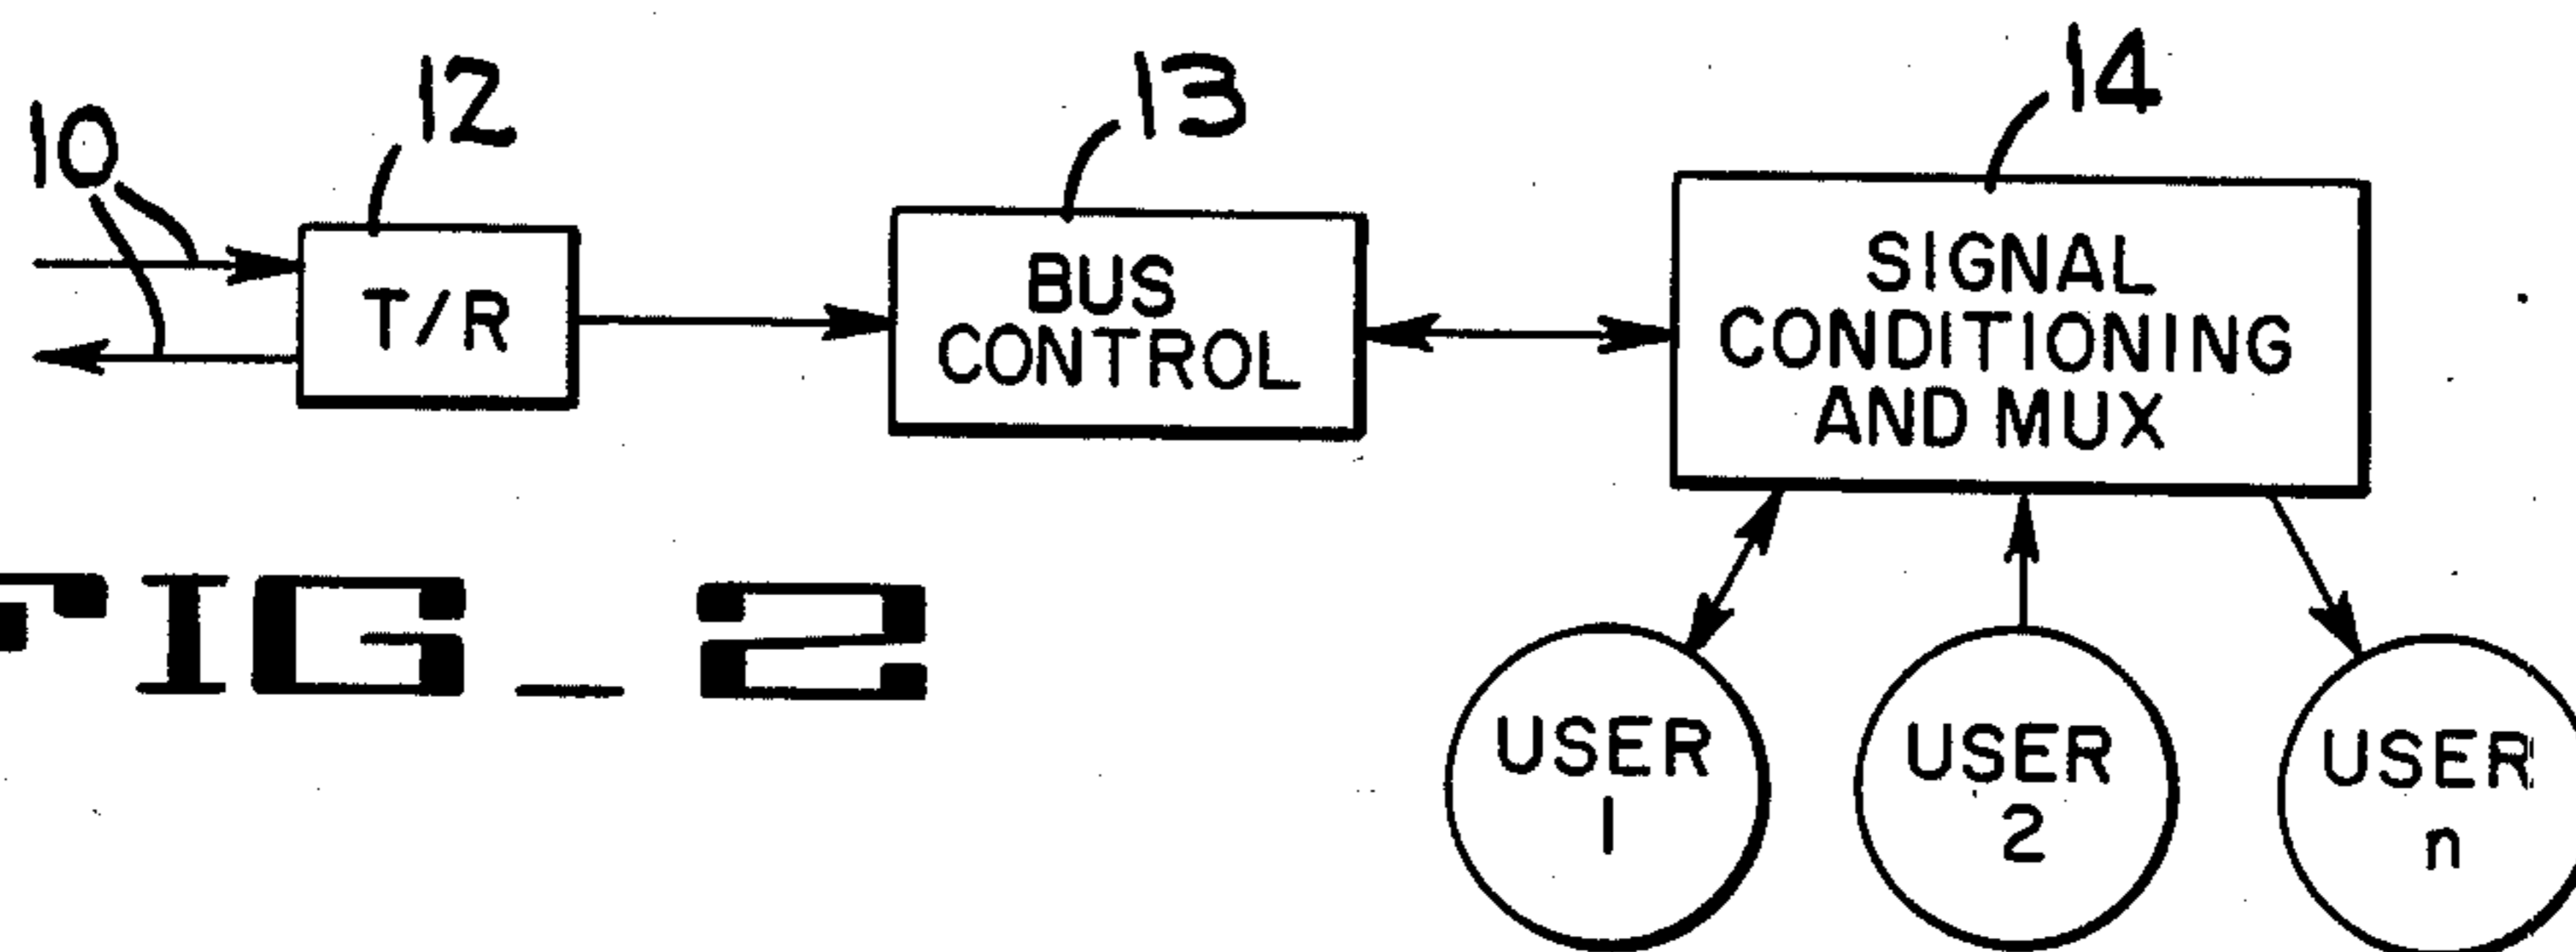 10
12
13
14
T/R
BUS
CONTROL
SIGNAL
CONDITIONING
AND MUX
FIG_2
USER
1
USER
2
USER
n